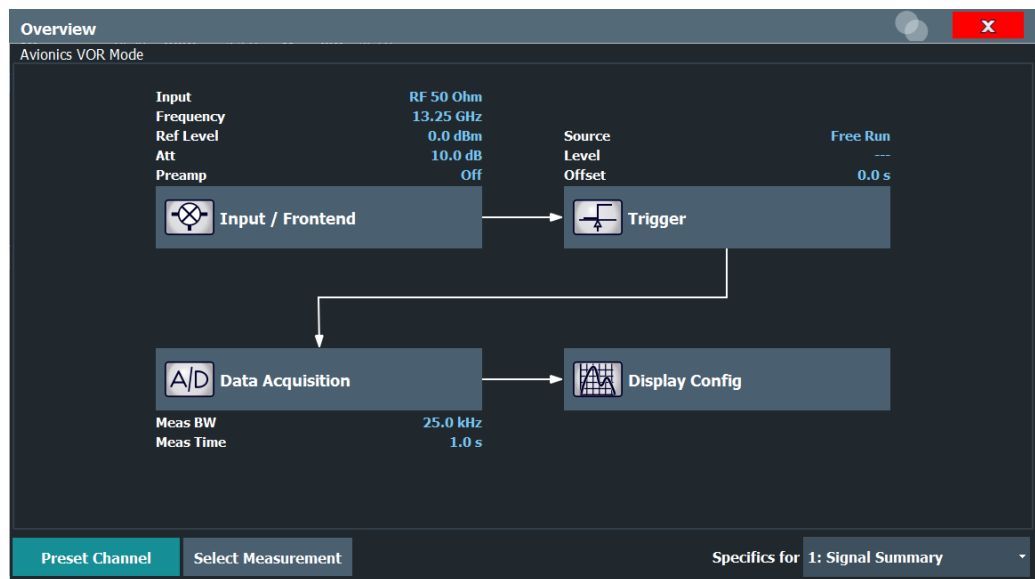 Overview
X
Avionics VOR Mode
Input RF 50 Ohm
Frequency 13.25 GHz
Ref Level 0.0 dBm
Att 10.0 dB
Preamp Off
Source Free Run
Level ---
Offset 0.0 s
Input / Frontend
Trigger
A/D Data Acquisition
Display Config
Meas BW 25.0 kHz
Meas Time 1.0 s
Preset Channel
Select Measurement
Specifics for 1: Signal Summary